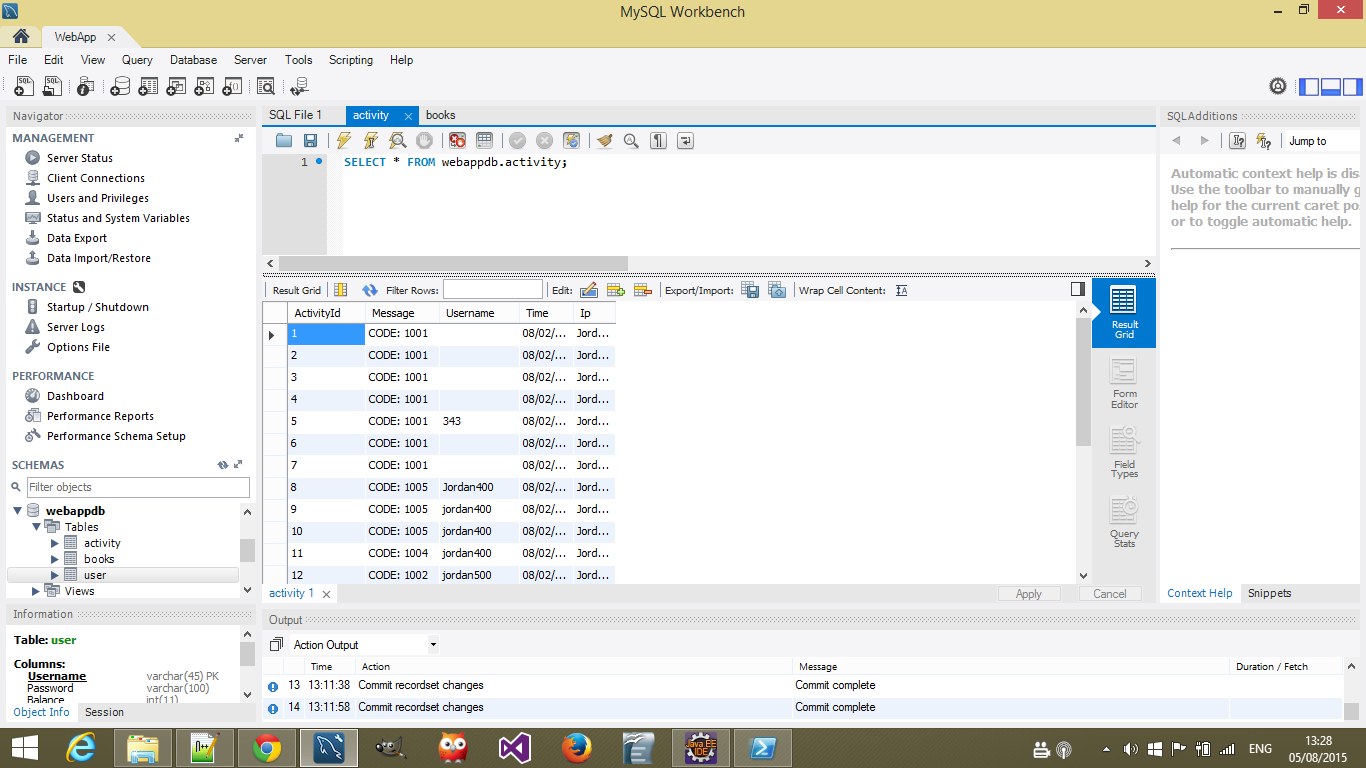 MySQL Workbench
WebApp
File Edit View Query Database Server Tools Scripting Help
Navigator
MANAGEMENT
Server Status
Client Connections
Users and Privileges
Status and System Variables
Data Export
Data Import/Restore
INSTANCE
Startup / Shutdown
Server Logs
Options File
PERFORMANCE
Dashboard
Performance Reports
Performance Schema Setup
SCHEMAS
Filter objects
webappdb
Tables
activity
books
user
Views
Information
Table: user
Columns:
Username varchar(45) PK
Password varchar(100)
Balance int(11)
Object Info Session
SQL File 1 activity books
1 SELECT * FROM webappdb.activity;
Result Grid Filter Rows: Edit: Export/Import: Wrap Cell Content:
ActivityId Message Username Time Ip
1 CODE: 1001 08/02/... Jord...
2 CODE: 1001 08/02/... Jord...
3 CODE: 1001 08/02/... Jord...
4 CODE: 1001 08/02/... Jord...
5 CODE: 1001 343 08/02/... Jord...
6 CODE: 1001 08/02/... Jord...
7 CODE: 1001 08/02/... Jord...
8 CODE: 1005 Jordan400 08/02/... Jord...
9 CODE: 1005 jordan400 08/02/... Jord...
10 CODE: 1005 jordan400 08/02/... Jord...
11 CODE: 1004 jordan400 08/02/... Jord...
12 CODE: 1002 jordan500 08/02/... Jord...
Result
Grid
Form
Editor
Field
Types
Query
Stats
activity 1 Apply Cancel
SQLAdditions
Jump to
Automatic context help is disa
Use the toolbar to manually g
help for the current caret pos
or to toggle automatic help.
Context Help Snippets
Output
Action Output
Time Action Message Duration / Fetch
13 13:11:38 Commit recordset changes Commit complete
14 13:11:58 Commit recordset changes Commit complete
Java EE
IDE
ENG
13:28
05/08/2015